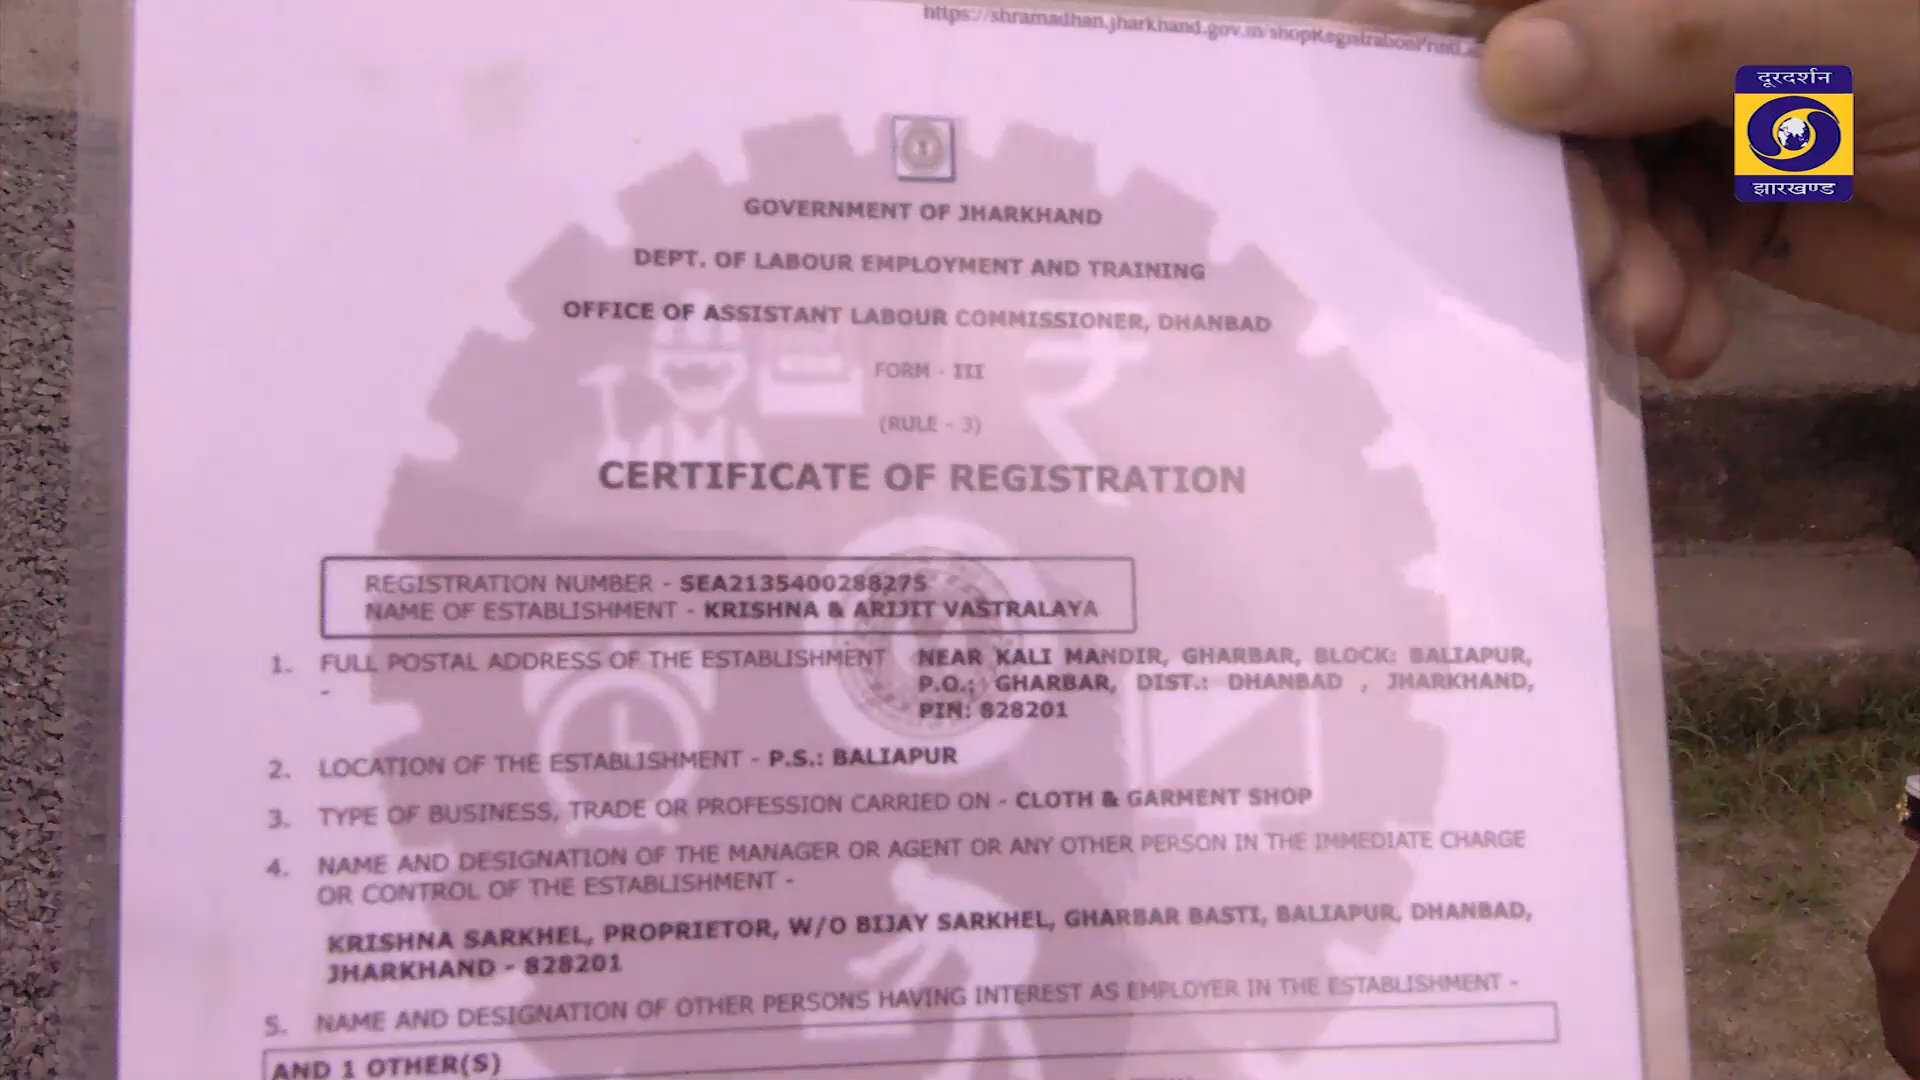 https://shramadhan.jharkhand.gov.in/shopRegistrationPrintL
दूरदर्शन
झारखण्ड
GOVERNMENT OF JHARKHAND
DEPT. OF LABOUR EMPLOYMENT AND TRAINING
OFFICE OF ASSISTANT LABOUR COMMISSIONER, DHANBAD
FORM - III
(RULE - 3)
CERTIFICATE OF REGISTRATION
REGISTRATION NUMBER - SEA2135400288275
NAME OF ESTABLISHMENT - KRISHNA & ARIJIT VASTRALAYA
1. FULL POSTAL ADDRESS OF THE ESTABLISHMENT - NEAR KALI MANDIR, GHARBAR, BLOCK: BALIAPUR,
P.O.: GHARBAR, DIST.: DHANBAD , JHARKHAND,
PIN: 828201
2. LOCATION OF THE ESTABLISHMENT - P.S.: BALIAPUR
3. TYPE OF BUSINESS, TRADE OR PROFESSION CARRIED ON - CLOTH & GARMENT SHOP
4. NAME AND DESIGNATION OF THE MANAGER OR AGENT OR ANY OTHER PERSON IN THE IMMEDIATE CHARGE
OR CONTROL OF THE ESTABLISHMENT -
KRISHNA SARKHEL, PROPRIETOR, W/O BIJAY SARKHEL, GHARBAR BASTI, BALIAPUR, DHANBAD,
JHARKHAND - 828201
5. NAME AND DESIGNATION OF OTHER PERSONS HAVING INTEREST AS EMPLOYER IN THE ESTABLISHMENT -
AND 1 OTHER(S)